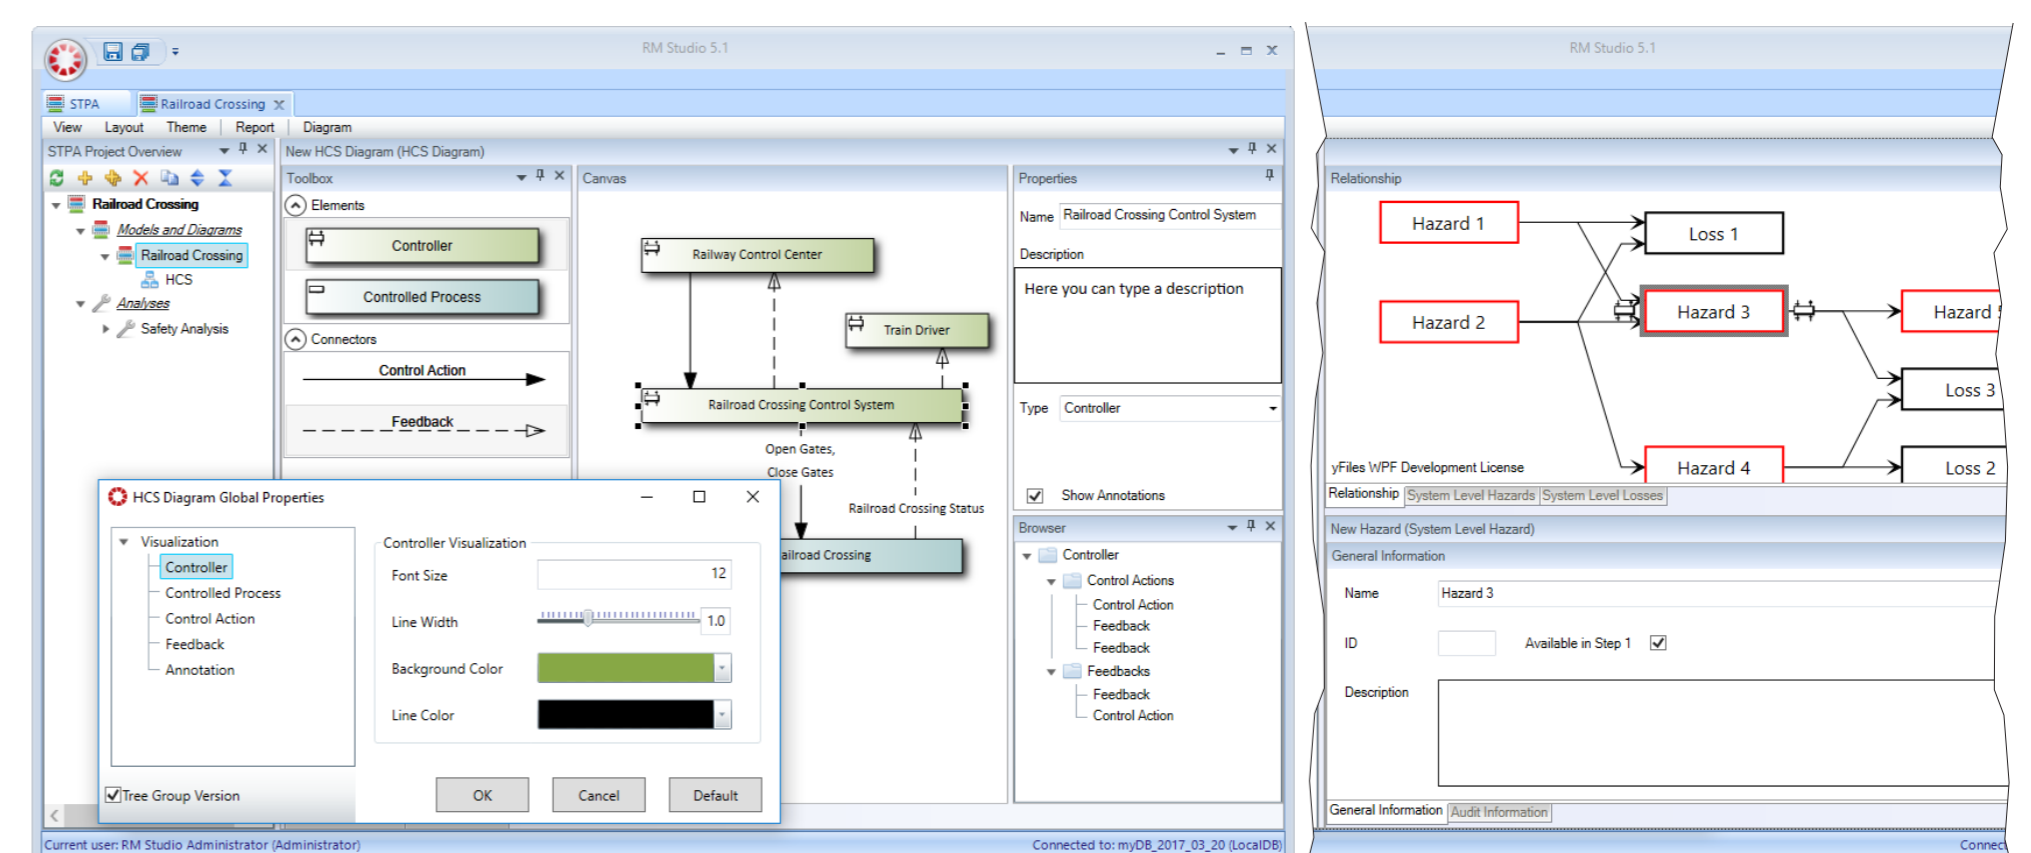 RM Studio 5.1
STPA
Railroad Crossing
View Layout Theme Report Diagram
STPA Project Overview
Railroad Crossing
Models and Diagrams
Railroad Crossing
HCS
Analyses
Safety Analysis
New HCS Diagram (HCS Diagram)
Toolbox
Elements
Controller
Controlled Process
Connectors
Control Action
Feedback
Canvas
Railway Control Center
Train Driver
Railroad Crossing Control System
Open Gates,
Close Gates
Railroad Crossing Status
ailroad Crossing
Properties
Name Railroad Crossing Control System
Description
Here you can type a description
Type Controller
Show Annotations
Browser
Controller
Control Actions
Control Action
Feedback
Feedback
Feedbacks
Feedback
Control Action
HCS Diagram Global Properties
Visualization
Controller
Controlled Process
Control Action
Feedback
Annotation
Tree Group Version
Controller Visualization
Font Size 12
Line Width 1.0
Background Color
Line Color
OK Cancel Default
Current user: RM Studio Administrator (Administrator)
Connected to: myDB_2017_03_20 (LocalDB)
RM Studio 5.1
Relationship
Hazard 1
Loss 1
Hazard 2
Hazard 3
Hazard
Loss 3
Hazard 4
Loss 2
yFiles WPF Development License
Relationship System Level Hazards System Level Losses
New Hazard (System Level Hazard)
General Information
Name Hazard 3
ID Available in Step 1
Description
General Information Audit Information
Connec